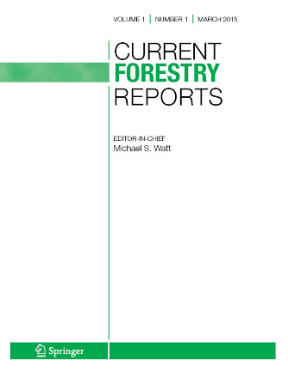 VOLUME 1 | NUMBER 1 | MARCH 2015
CURRENT
FORESTRY
REPORTS
EDITOR-IN-CHIEF
Michael S. Watt
Springer